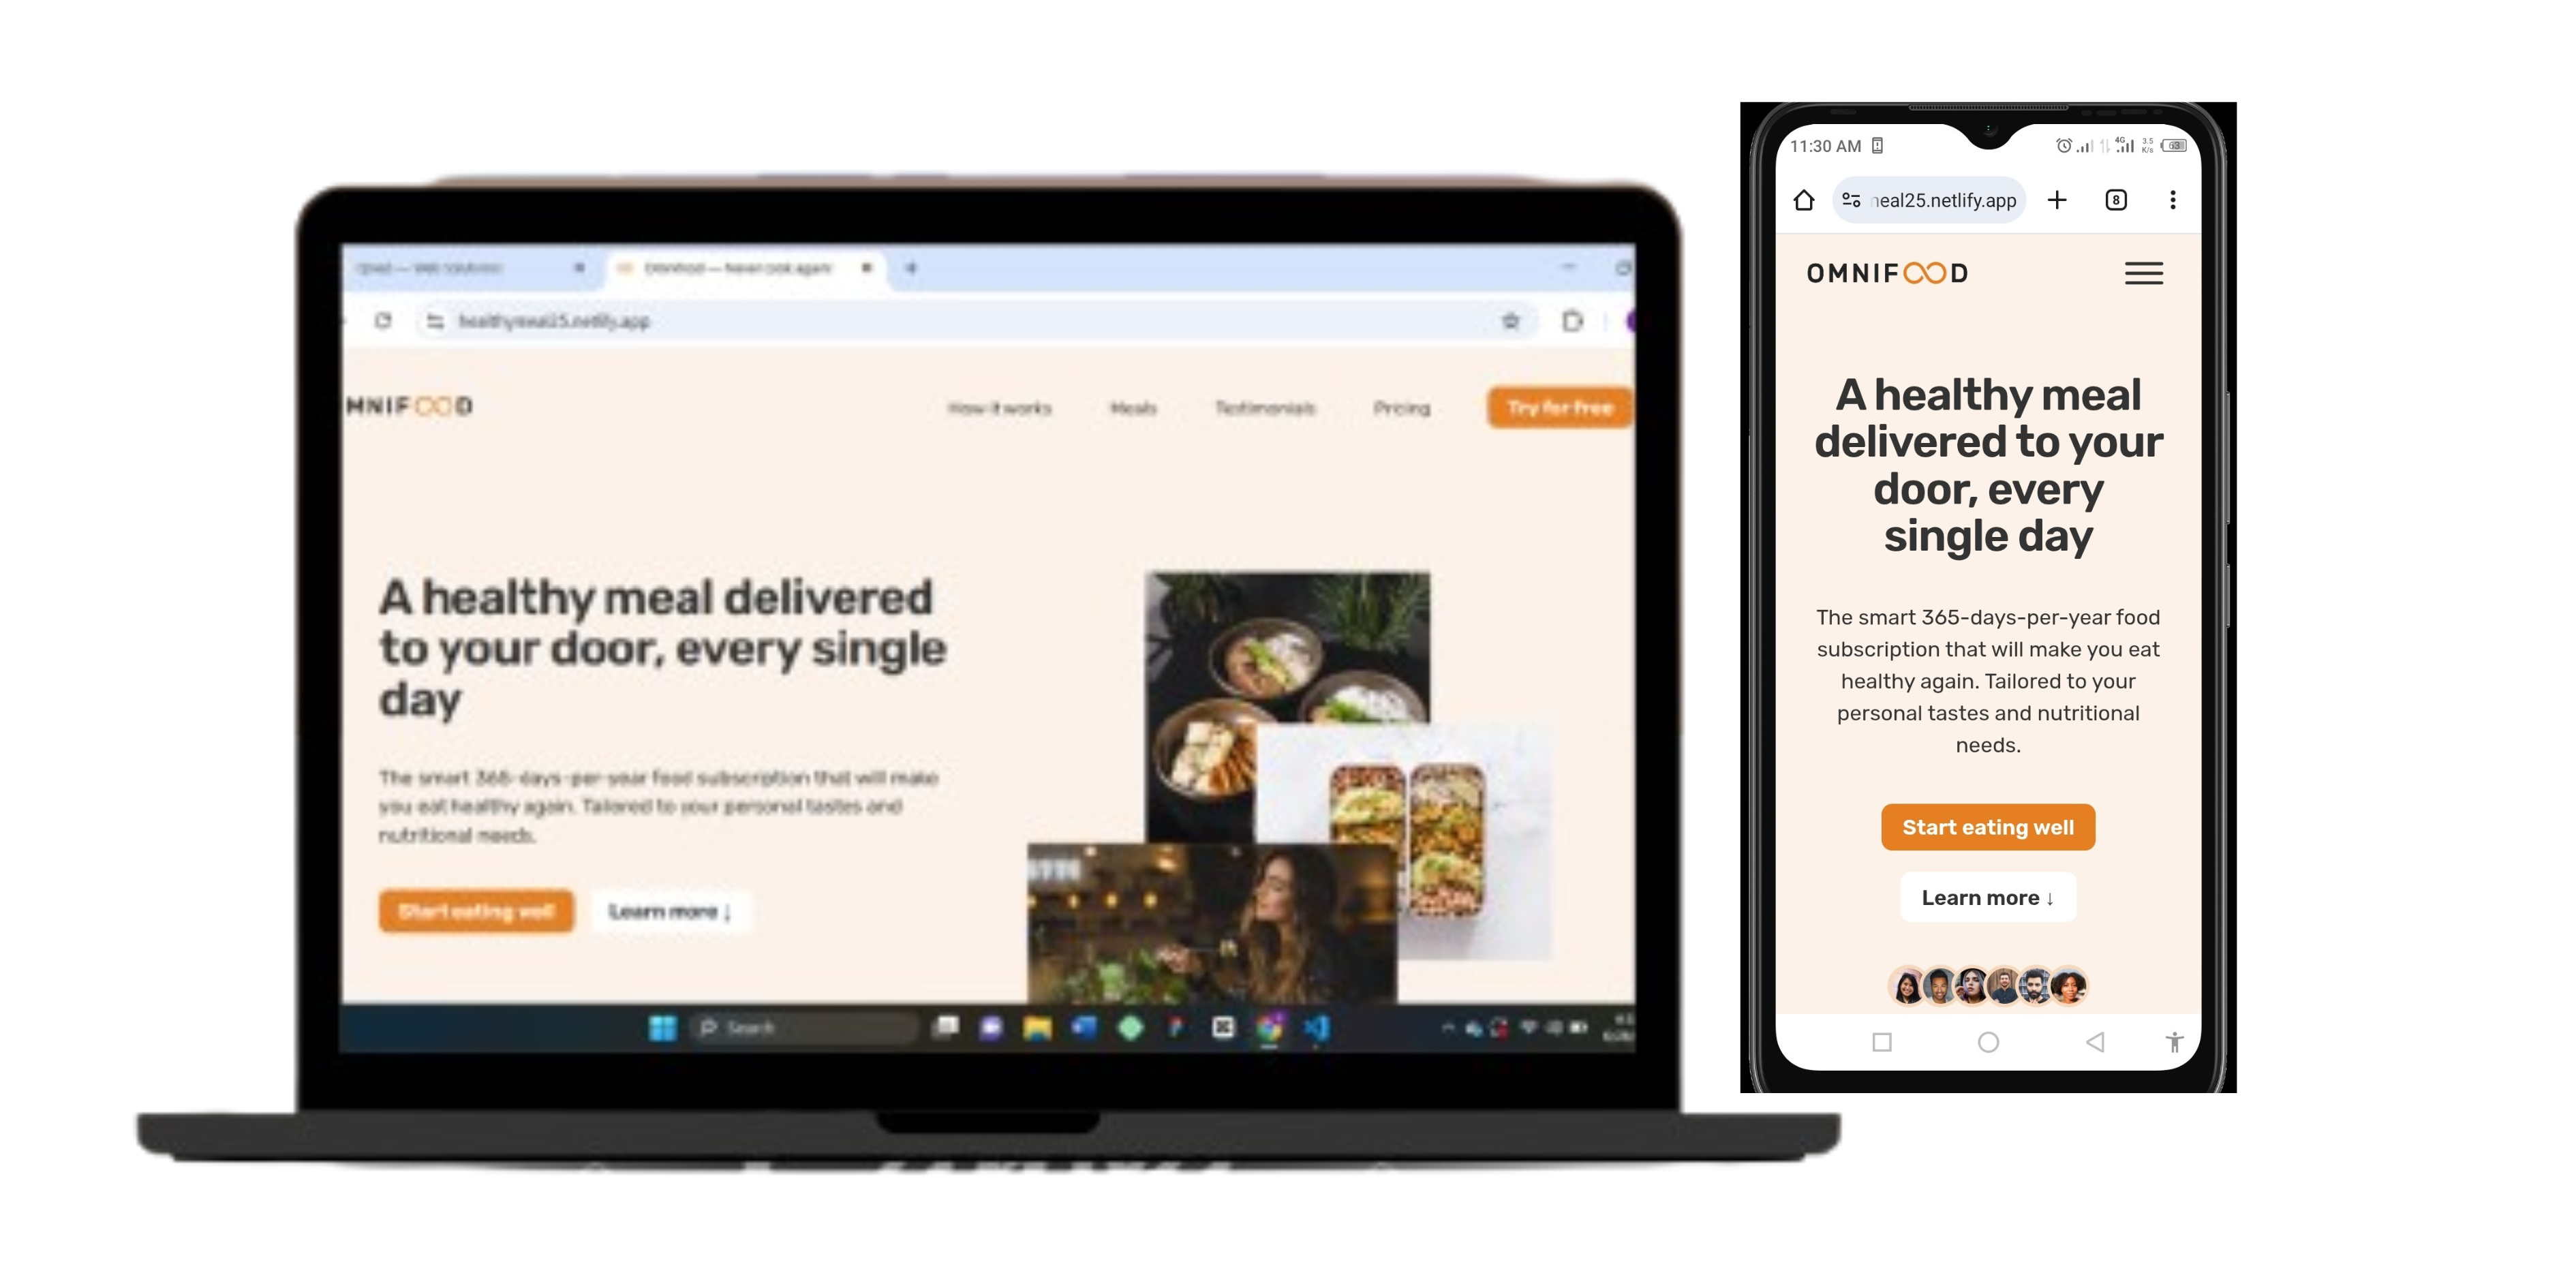 Omnifood — Never cook again!
healthymeal25.netlify.app
MNIFOOD
How it works
Meals
Testimonials
Pricing
Try for free
A healthy meal delivered
to your door, every single
day
The smart 365-days-per-year food subscription that will make
you eat healthy again. Tailored to your personal tastes and
nutritional needs.
Start eating well
Learn more ↓
Search
11:30 AM
4G
3.5
K/s
63
neal25.netlify.app
8
OMNIFOOD
A healthy meal
delivered to your
door, every
single day
The smart 365-days-per-year food
subscription that will make you eat
healthy again. Tailored to your
personal tastes and nutritional
needs.
Start eating well
Learn more ↓